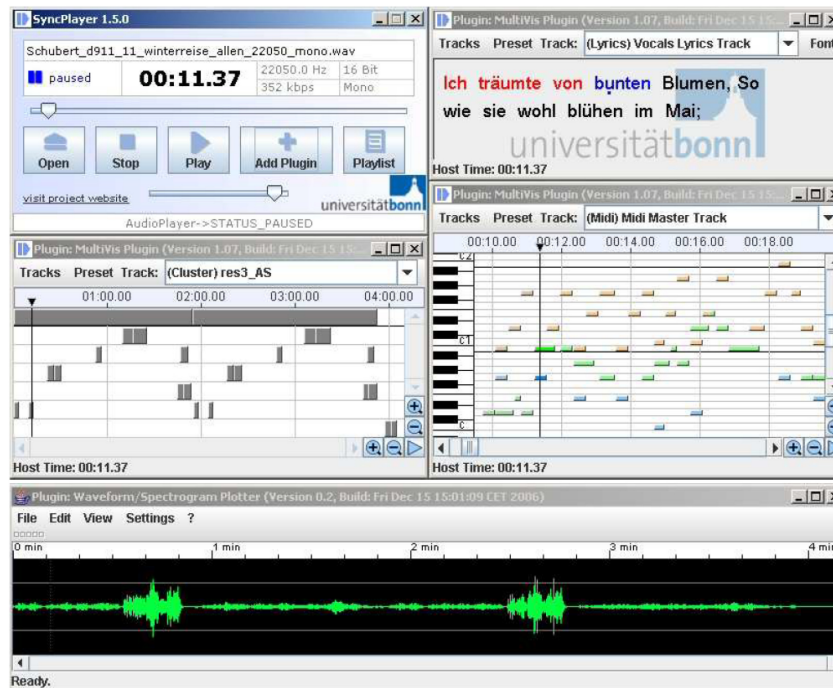 SyncPlayer 1.5.0
Schubert_d911_11_winterreise_allen_22050_mono.wav
paused 00:11.37 22050.0 Hz 16 Bit
352 kbps Mono
Open Stop Play Add Plugin Playlist
visit project website
universitätbonn
AudioPlayer->STATUS_PAUSED
Plugin: MultiVis Plugin (Version 1.07, Build: Fri Dec 15 15:
Tracks Preset Track: (Lyrics) Vocals Lyrics Track Font
Ich träumte von bunten Blumen, So
wie sie wohl blühen im Mai;
universitätbonn
Host Time: 00:11.37
Plugin: MultiVis Plugin (Version 1.07, Build: Fri Dec 15 15:
Tracks Preset Track: (Cluster) res3_AS
01:00.00 02:00.00 03:00.00 04:00.00
Host Time: 00:11.37
Plugin: MultiVis Plugin (Version 1.07, Build: Fri Dec 15 15:
Tracks Preset Track: (Midi) Midi Master Track
00:10.00 00:12.00 00:14.00 00:16.00 00:18.00
C2
C1
C
Host Time: 00:11.37
Plugin: Waveform/Spectrogram Plotter (Version 0.2, Build: Fri Dec 15 15:01:09 CET 2006)
File Edit View Settings ?
0 min 1 min 2 min 3 min 4 mi
Ready.